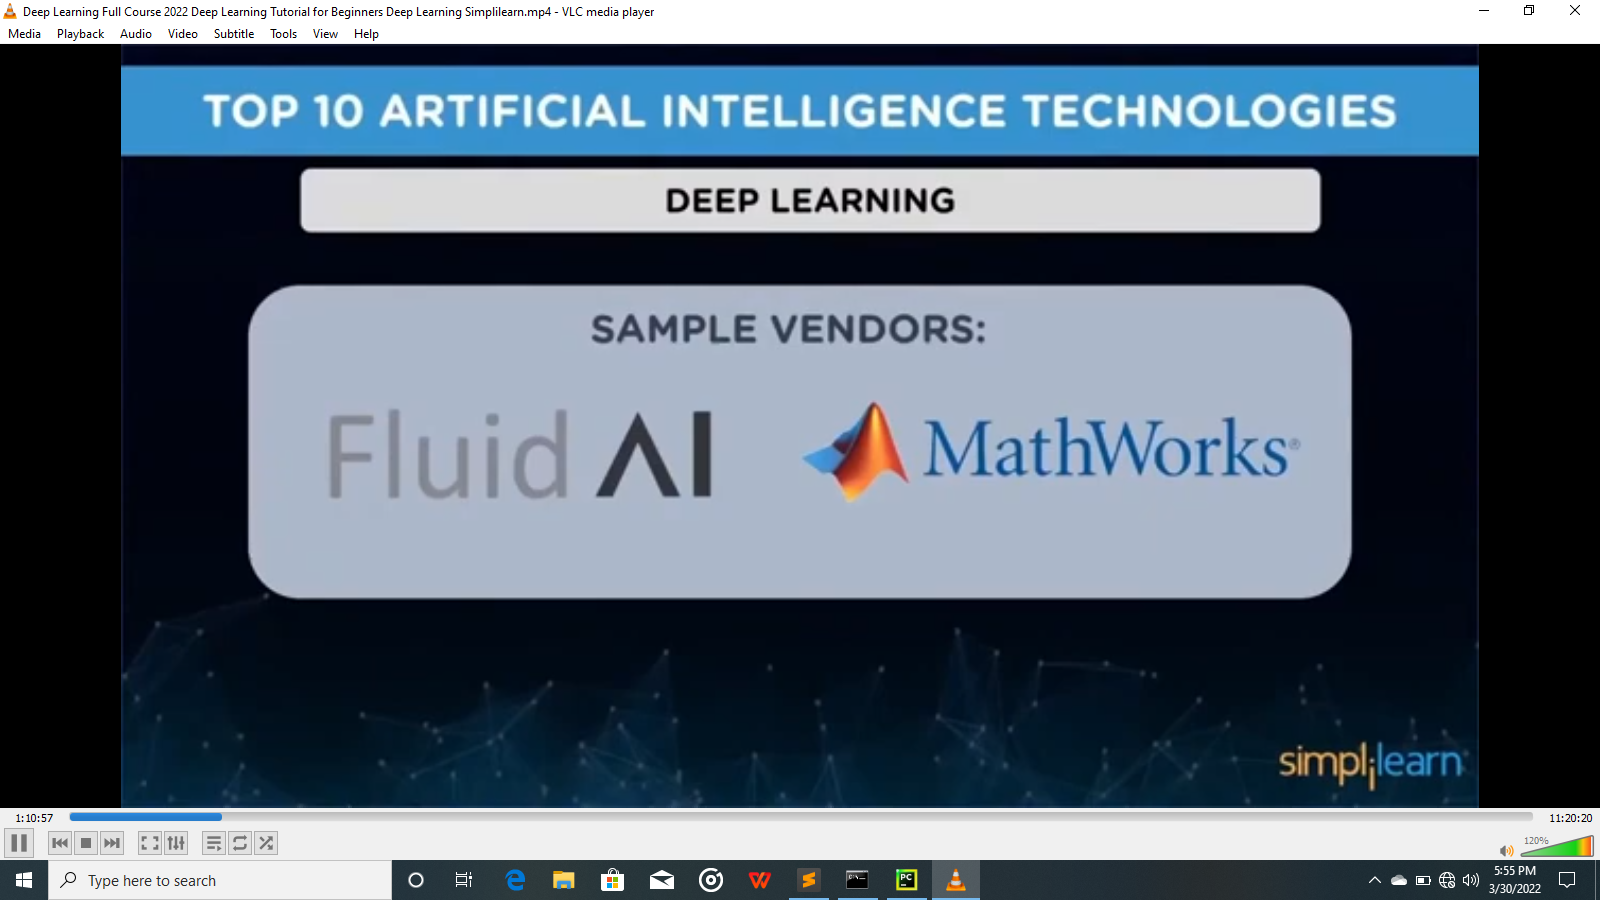 Deep Learning Full Course 2022 Deep Learning Tutorial for Beginners Deep Learning Simplilearn.mp4 - VLC media player
Media Playback Audio Video Subtitle Tools View Help
TOP 10 ARTIFICIAL INTELLIGENCE TECHNOLOGIES
DEEP LEARNING
SAMPLE VENDORS:
Fluid AI
MathWorks®
simplilearn
1:10:57
11:20:20
120%
Type here to search
5:55 PM
3/30/2022